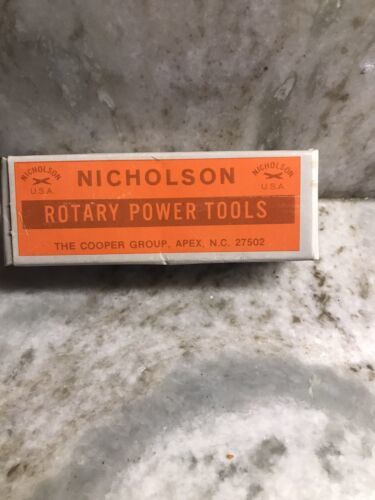 NICHOLSON
U.S.A.
NICHOLSON
NICHOLSON
U.S.A.
ROTARY POWER TOOLS
THE COOPER GROUP, APEX, N.C. 27502